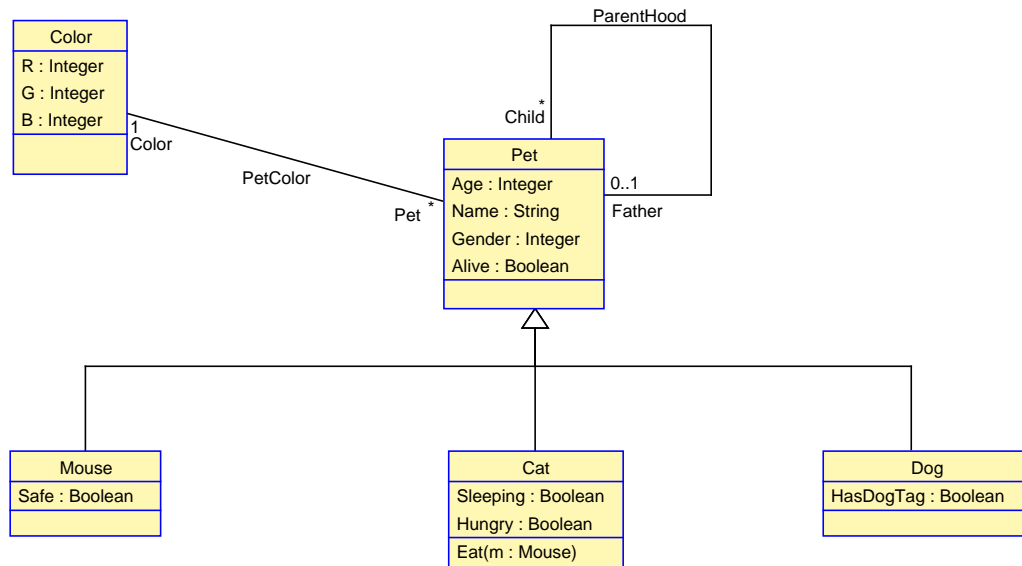 ParentHood
Color
R : Integer
G : Integer
B : Integer
1
Color
PetColor
Pet *
*
Child
Pet
Age : Integer
Name : String
Gender : Integer
Alive : Boolean
0..1
Father
Mouse
Safe : Boolean
Cat
Sleeping : Boolean
Hungry : Boolean
Eat(m : Mouse)
Dog
HasDogTag : Boolean